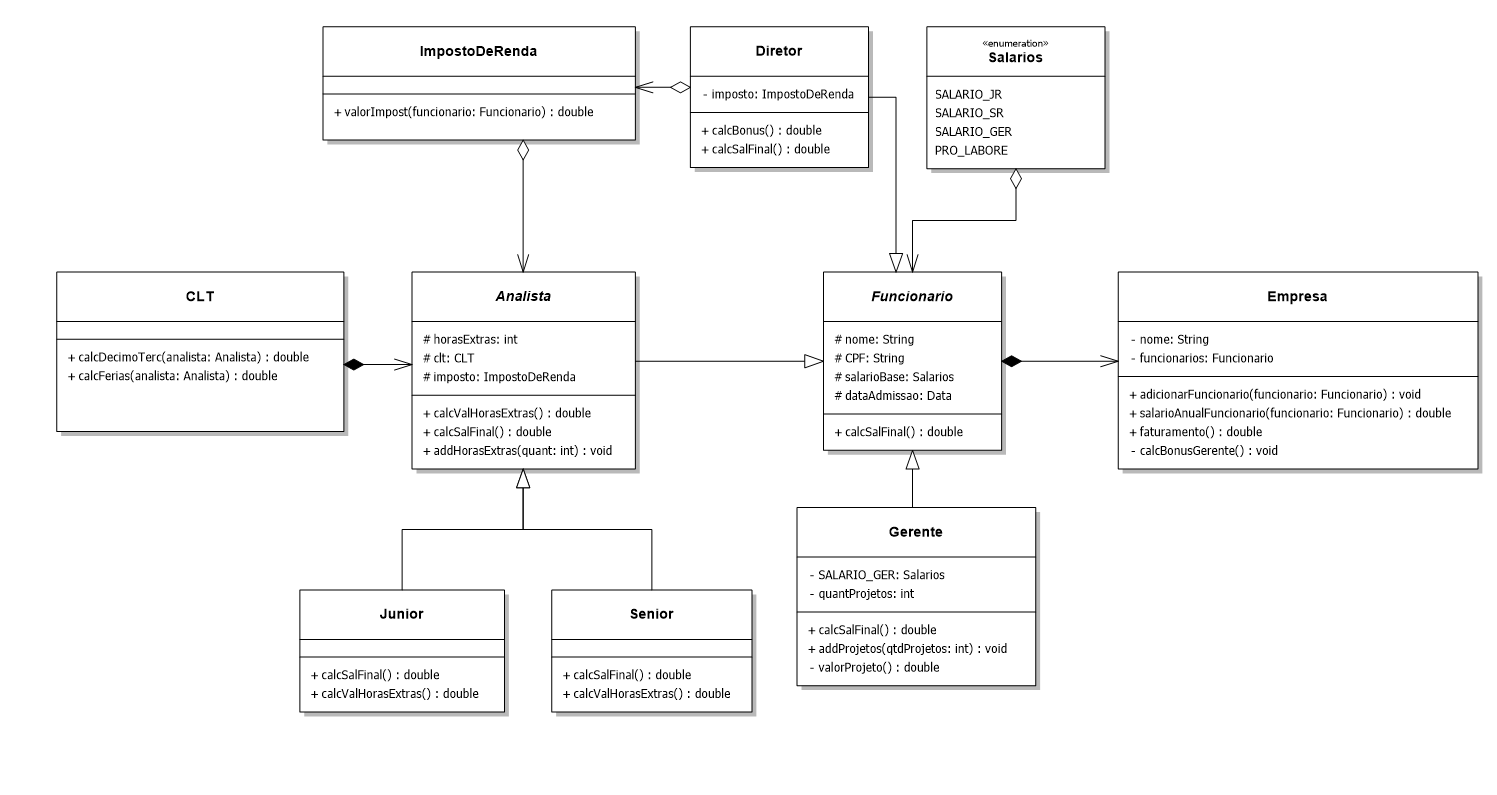 ImpostoDeRenda
+ valorImpost(funcionario: Funcionario) : double
Diretor
- imposto: ImpostoDeRenda
+ calcBonus() : double
+ calcSalFinal() : double
«enumeration»
Salarios
SALARIO_JR
SALARIO_SR
SALARIO_GER
PRO_LABORE
CLT
+ calcDecimoTerc(analista: Analista) : double
+ calcFerias(analista: Analista) : double
Analista
# horasExtras: int
# clt: CLT
# imposto: ImpostoDeRenda
+ calcValHorasExtras() : double
+ calcSalFinal() : double
+ addHorasExtras(quant: int) : void
Funcionario
# nome: String
# CPF: String
# salarioBase: Salarios
# dataAdmissao: Data
+ calcSalFinal() : double
Empresa
- nome: String
- funcionarios: Funcionario
+ adicionarFuncionario(funcionario: Funcionario) : void
+ salarioAnualFuncionario(funcionario: Funcionario) : double
+ faturamento() : double
- calcBonusGerente() : void
Junior
+ calcSalFinal() : double
+ calcValHorasExtras() : double
Senior
+ calcSalFinal() : double
+ calcValHorasExtras() : double
Gerente
- SALARIO_GER: Salarios
- quantProjetos: int
+ calcSalFinal() : double
+ addProjetos(qtdProjetos: int) : void
- valorProjeto() : double